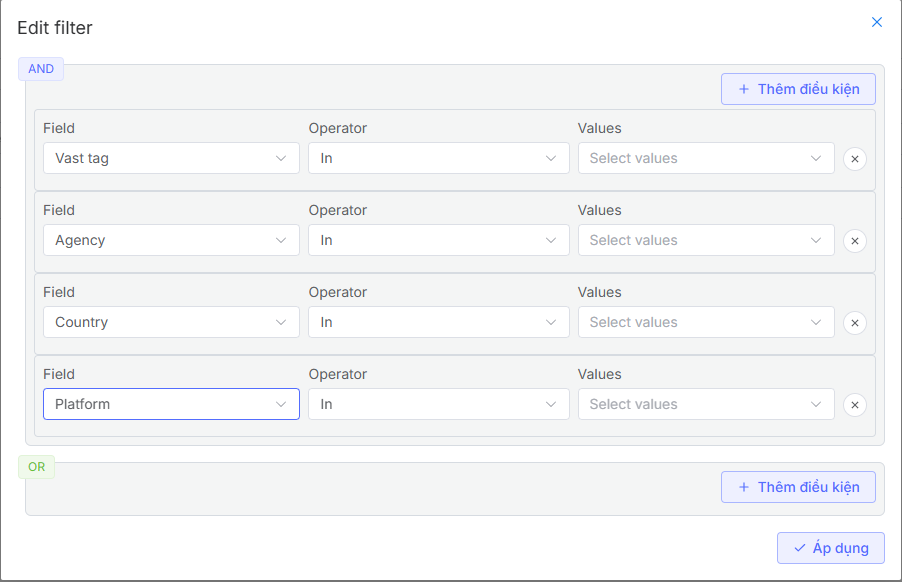 Edit filter
AND
Thêm điều kiện
Field Operator Values
Vast tag In Select values
Field Operator Values
Agency In Select values
Field Operator Values
Country In Select values
Field Operator Values
Platform In Select values
OR
Thêm điều kiện
Áp dụng